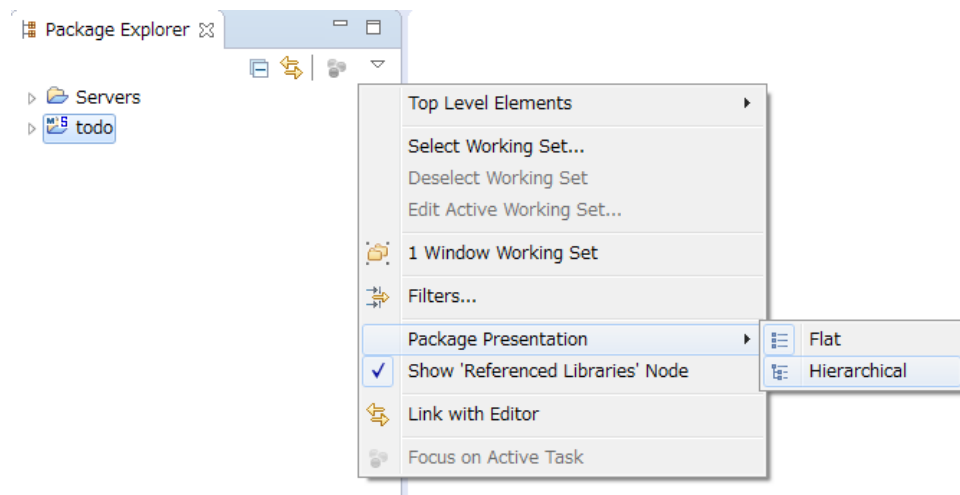 Package Explorer
Servers
todo
Top Level Elements
Select Working Set...
Deselect Working Set
Edit Active Working Set...
1 Window Working Set
Filters...
Package Presentation
Flat
Show 'Referenced Libraries' Node
Hierarchical
Link with Editor
Focus on Active Task